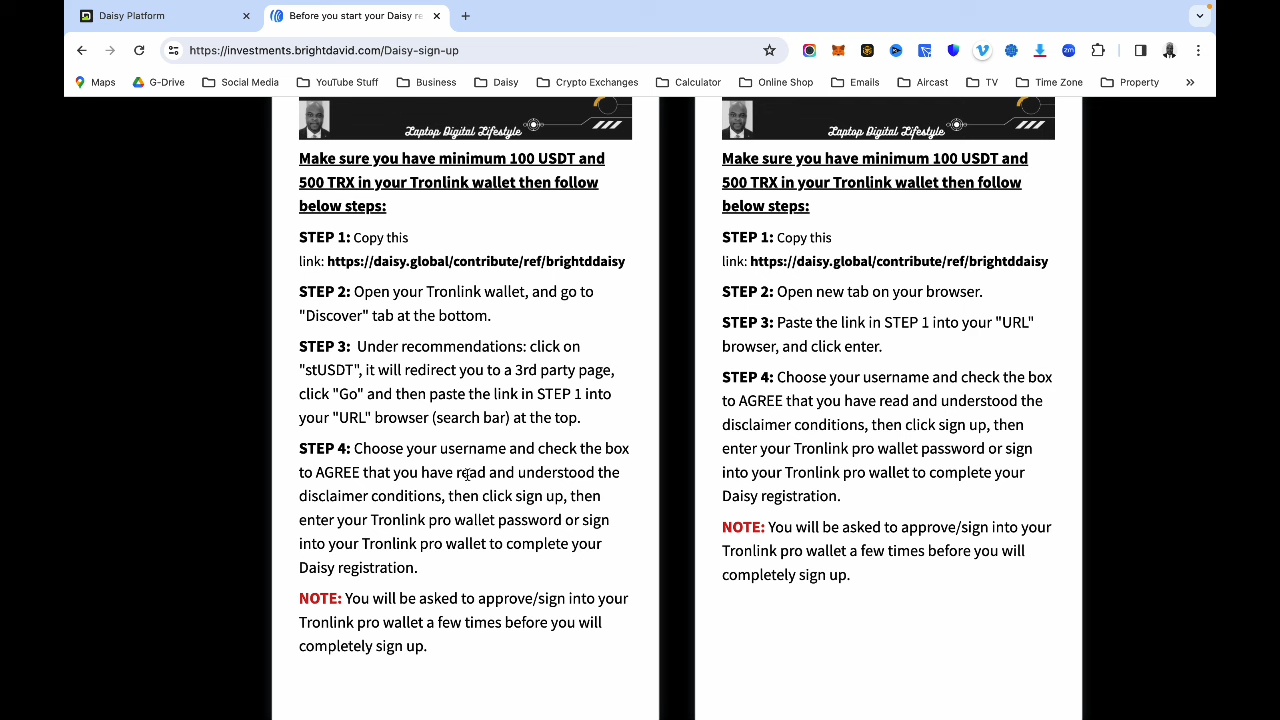 Daisy Platform
Before you start your Daisy re
https://investments.brightdavid.com/Daisy-sign-up
Maps G-Drive Social Media YouTube Stuff Business Daisy Crypto Exchanges Calculator Online Shop Emails Aircast TV Time Zone Property »
Laptop Digital Lifestyle
Make sure you have minimum 100 USDT and
500 TRX in your Tronlink wallet then follow
below steps:
STEP 1: Copy this
link: https://daisy.global/contribute/ref/brightddaisy
STEP 2: Open your Tronlink wallet, and go to
"Discover" tab at the bottom.
STEP 3: Under recommendations: click on
"stUSDT", it will redirect you to a 3rd party page,
click "Go" and then paste the link in STEP 1 into
your "URL" browser (search bar) at the top.
STEP 4: Choose your username and check the box
to AGREE that you have read and understood the
disclaimer conditions, then click sign up, then
enter your Tronlink pro wallet password or sign
into your Tronlink pro wallet to complete your
Daisy registration.
NOTE: You will be asked to approve/sign into your
Tronlink pro wallet a few times before you will
completely sign up.
Laptop Digital Lifestyle
Make sure you have minimum 100 USDT and
500 TRX in your Tronlink wallet then follow
below steps:
STEP 1: Copy this
link: https://daisy.global/contribute/ref/brightddaisy
STEP 2: Open new tab on your browser.
STEP 3: Paste the link in STEP 1 into your "URL"
browser, and click enter.
STEP 4: Choose your username and check the box
to AGREE that you have read and understood the
disclaimer conditions, then click sign up, then
enter your Tronlink pro wallet password or sign
into your Tronlink pro wallet to complete your
Daisy registration.
NOTE: You will be asked to approve/sign into your
Tronlink pro wallet a few times before you will
completely sign up.